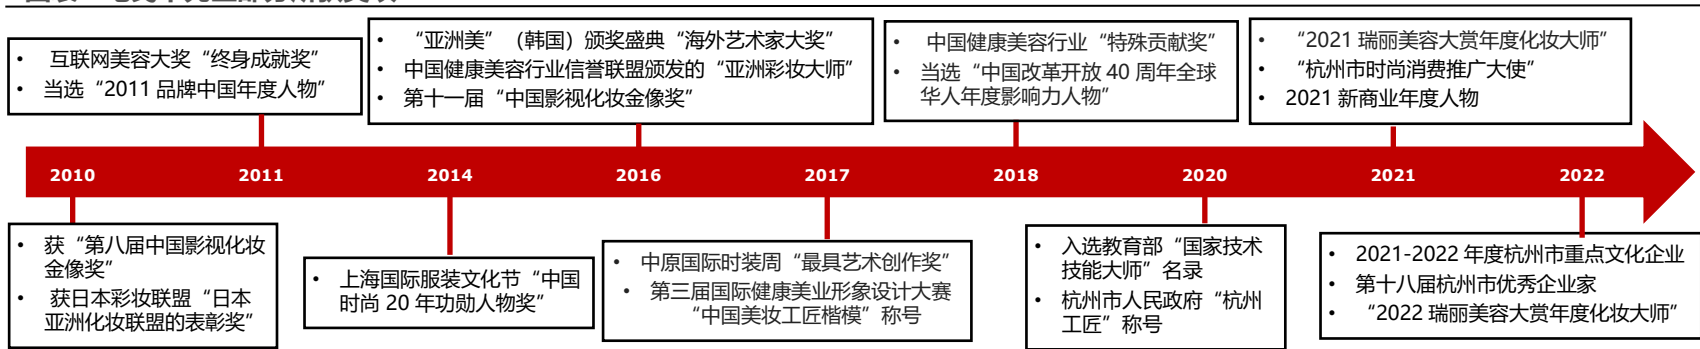 • 互联网美容大奖“终身成就奖”
• 当选“2011 品牌中国年度人物”
• “亚洲美”（韩国）颁奖盛典“海外艺术家大奖”
• 中国健康美容行业信誉联盟颁发的“亚洲彩妆大师”
• 第十一届“中国影视化妆金像奖”
• 中国健康美容行业“特殊贡献奖”
• 当选“中国改革开放 40 周年全球
华人年度影响力人物”
• “2021 瑞丽美容大赏年度化妆大师”
• “杭州市时尚消费推广大使”
• 2021 新商业年度人物
2010 2011 2014 2016 2017 2018 2020 2021 2022
• 获“第八届中国影视化妆
金像奖”
• 获日本彩妆联盟“日本
亚洲化妆联盟的表彰奖”
• 上海国际服装文化节“中国
时尚 20 年功勋人物奖”
• 中原国际时装周“最具艺术创作奖”
• 第三届国际健康美业形象设计大赛
“中国美妆工匠楷模”称号
• 入选教育部“国家技术
技能大师”名录
• 杭州市人民政府“杭州
工匠”称号
• 2021-2022 年度杭州市重点文化企业
• 第十八届杭州市优秀企业家
• “2022 瑞丽美容大赏年度化妆大师”